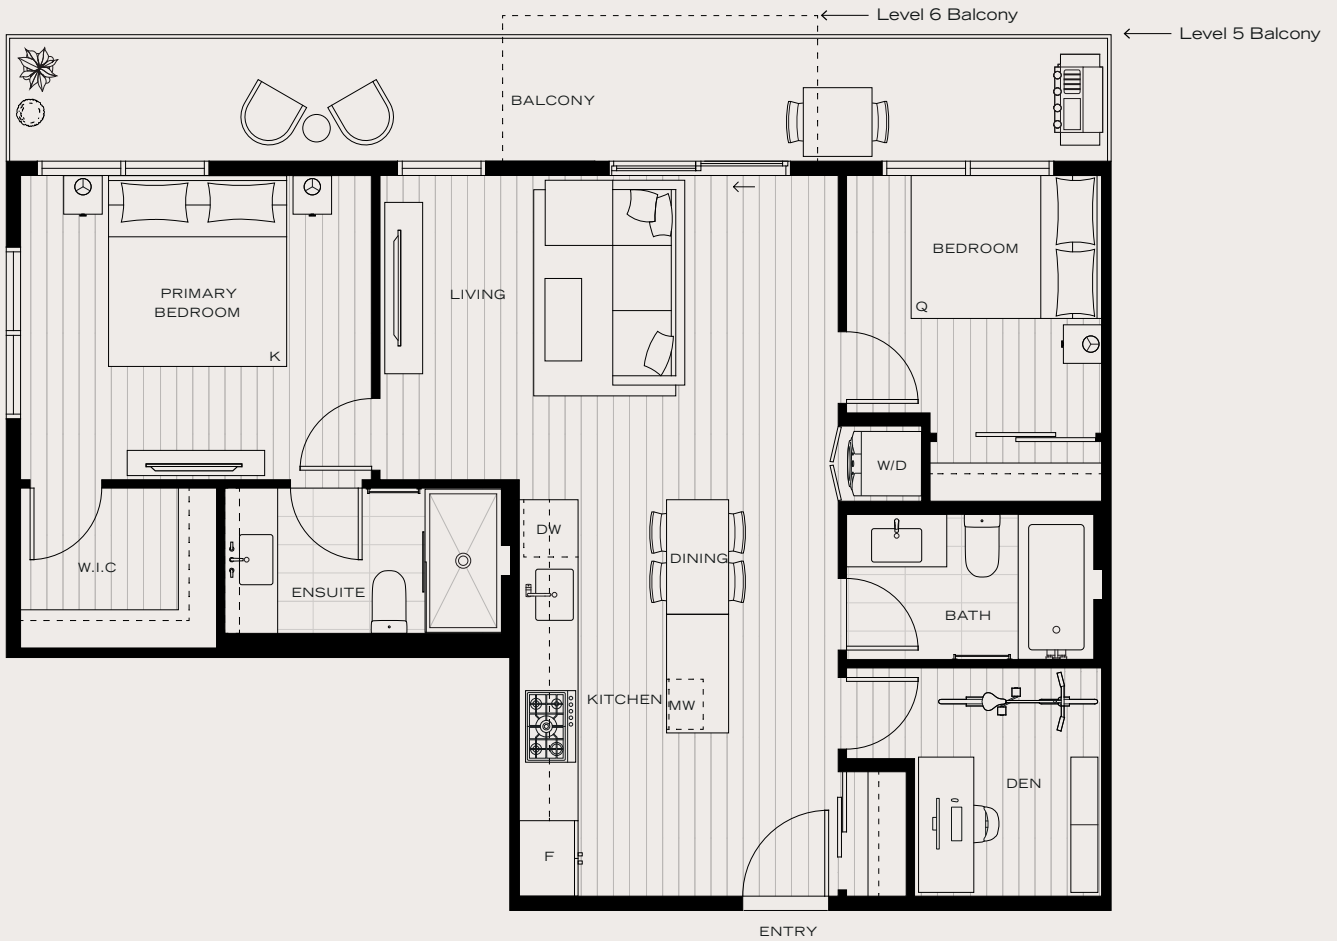 Level 6 Balcony
Level 5 Balcony
BALCONY
PRIMARY
BEDROOM
K
LIVING
BEDROOM
Q
W/D
DW
DINING
W.I.C
ENSUITE
BATH
KITCHEN
MW
DEN
F
ENTRY